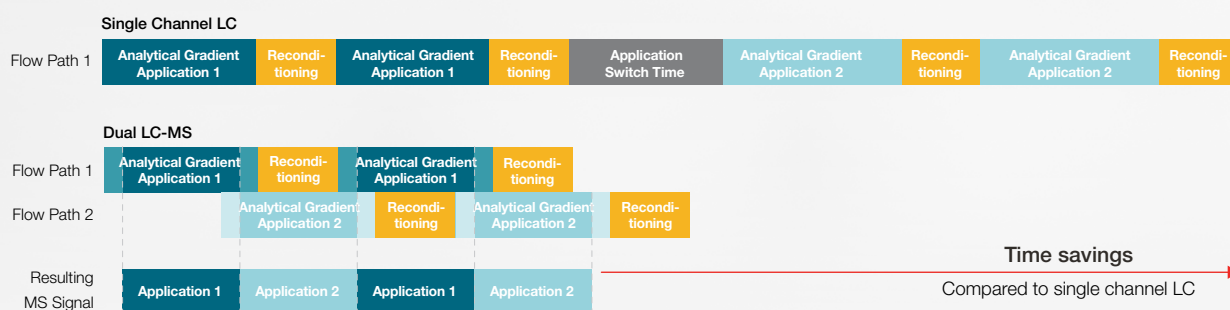 Single Channel LC
Flow Path 1
Analytical Gradient
Application 1
Recondi-
tioning
Analytical Gradient
Application 1
Recondi-
tioning
Application
Switch Time
Analytical Gradient
Application 2
Recondi-
tioning
Analytical Gradient
Application 2
Recondi-
tioning
Dual LC-MS
Flow Path 1
Analytical Gradient
Application 1
Recondi-
tioning
Analytical Gradient
Application 1
Recondi-
tioning
Flow Path 2
Analytical Gradient
Application 2
Recondi-
tioning
Analytical Gradient
Application 2
Recondi-
tioning
Resulting
MS Signal
Application 1
Application 2
Application 1
Application 2
Time savings
Compared to single channel LC